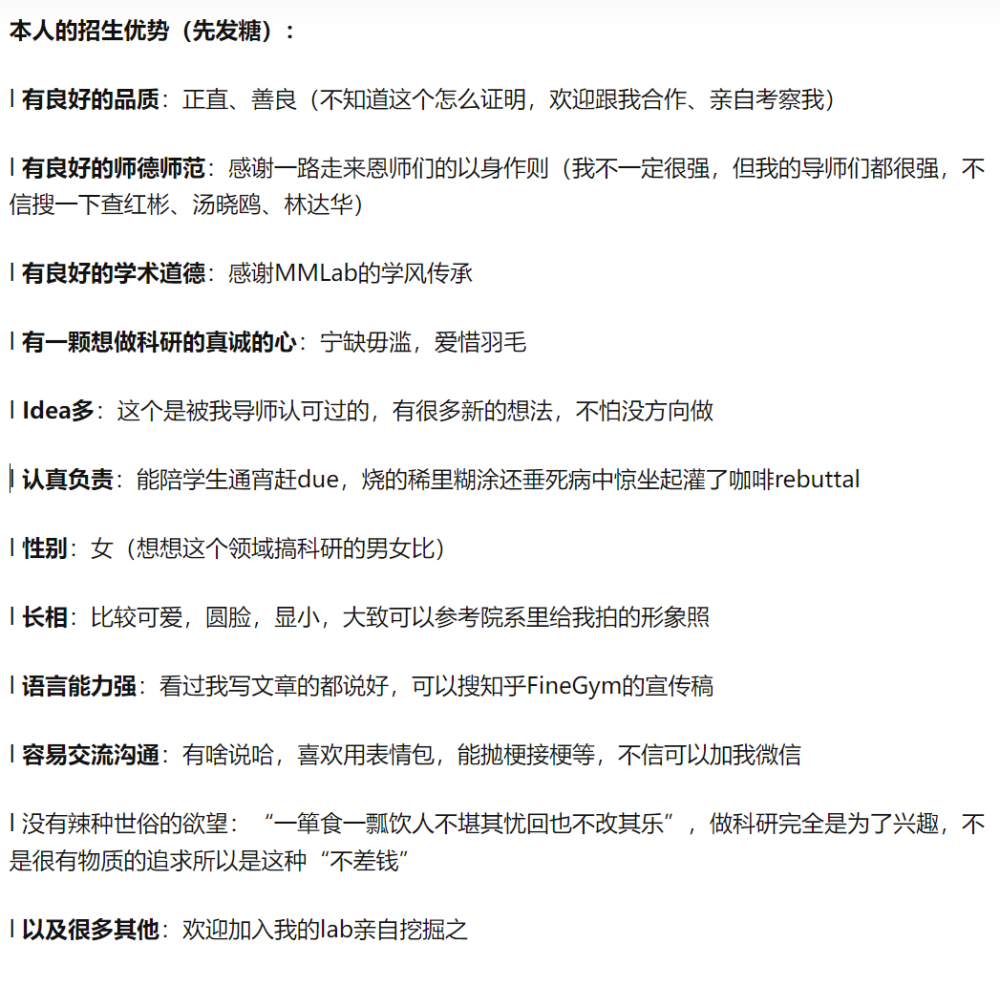 本人的招生优势（先发糖）：
l 有良好的品质：正直、善良（不知道这个怎么证明，欢迎跟我合作、亲自考察我）
l 有良好的师德师范：感谢一路走来恩师们的以身作则（我不一定很强，但我的导师们都很强，不
信搜一下查红彬、汤晓鸥、林达华）
l 有良好的学术道德：感谢MMLab的学风传承
l 有一颗想做科研的真诚的心：宁缺毋滥，爱惜羽毛
l Idea多：这个是被我导师认可过的，有很多新的想法，不怕没方向做
l 认真负责：能陪学生通宵赶due，烧的稀里糊涂还垂死病中惊坐起灌了咖啡rebuttal
l 性别：女（想想这个领域搞科研的男女比）
l 长相：比较可爱，圆脸，显小，大致可以参考院系里给我拍的形象照
l 语言能力强：看过我写文章的都说好，可以搜知乎FineGym的宣传稿
l 容易交流沟通：有啥说哈，喜欢用表情包，能抛梗接梗等，不信可以加我微信
l 没有辣种世俗的欲望：“一箪食一瓢饮人不堪其忧回也不改其乐”，做科研完全是为了兴趣，不
是很有物质的追求所以是这种“不差钱”
l 以及很多其他：欢迎加入我的lab亲自挖掘之